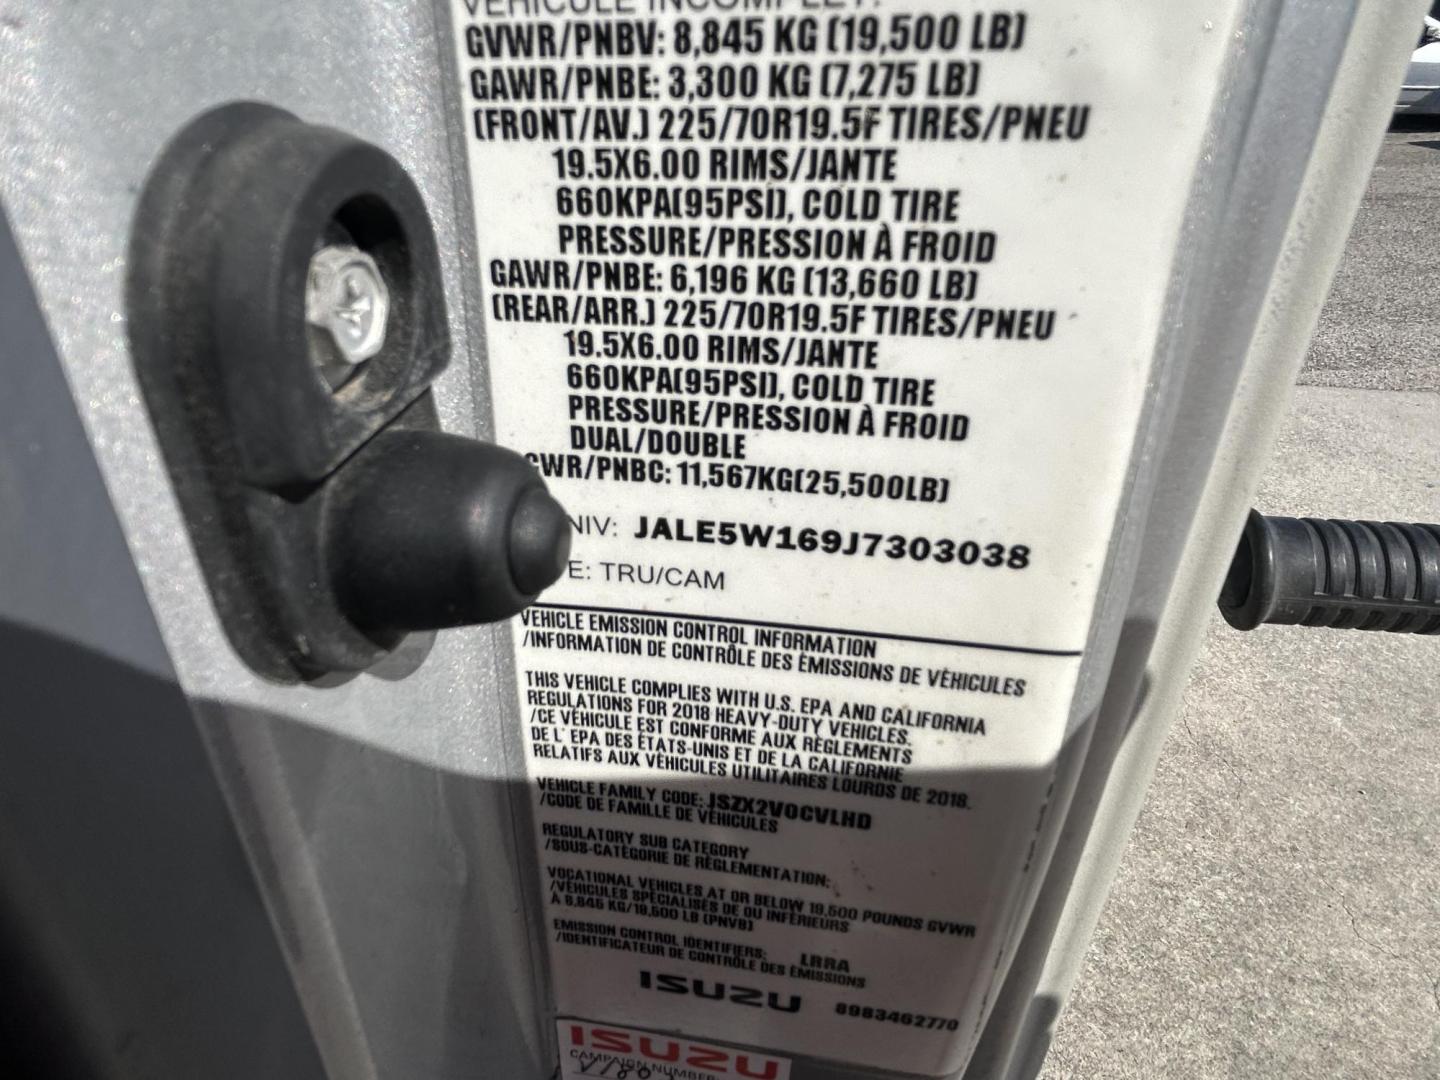 VEHICULE INCOMPLET:
GVWR/PNBV: 8,845 KG (19,500 LB)
GAWR/PNBE: 3,300 KG (7,275 LB)
(FRONT/AV.) 225/70R19.5F TIRES/PNEU
19.5X6.00 RIMS/JANTE
660KPA(95PSI), COLD TIRE
PRESSURE/PRESSION À FROID
GAWR/PNBE: 6,196 KG (13,660 LB)
(REAR/ARR.) 225/70R19.5F TIRES/PNEU
19.5X6.00 RIMS/JANTE
660KPA(95PSI), COLD TIRE
PRESSURE/PRESSION À FROID
DUAL/DOUBLE
CWR/PNBC: 11,567KG(25,500LB)
NIV: JALE5W169J7303038
E: TRU/CAM
VEHICLE EMISSION CONTROL INFORMATION
/INFORMATION DE CONTRÔLE DES ÉMISSIONS DE VÉHICULES
THIS VEHICLE COMPLIES WITH U.S. EPA AND CALIFORNIA
REGULATIONS FOR 2018 HEAVY-DUTY VEHICLES.
/CE VÉHICULE EST CONFORME AUX RÈGLEMENTS
DE L' EPA DES ÉTATS-UNIS ET DE LA CALIFORNIE
RELATIFS AUX VÉHICULES UTILITAIRES LOURDS DE 2018.
VEHICLE FAMILY CODE: JSZX2VOCVLHD
/CODE DE FAMILLE DE VÉHICULES
REGULATORY SUB CATEGORY
/SOUS-CATÉGORIE DE RÉGLEMENTATION:
VOCATIONAL VEHICLES AT OR BELOW 19,500 POUNDS GVWR
/VÉHICULES SPÉCIALISÉS DE OU INFÉRIEURS
À 8,845 KG/19,500 LB (PNVB)
EMISSION CONTROL IDENTIFIERS: LRRA
/IDENTIFICATEUR DE CONTRÔLE DES ÉMISSIONS
ISUZU 8983462770
ISUZU
CAMPAIGN NUMBER